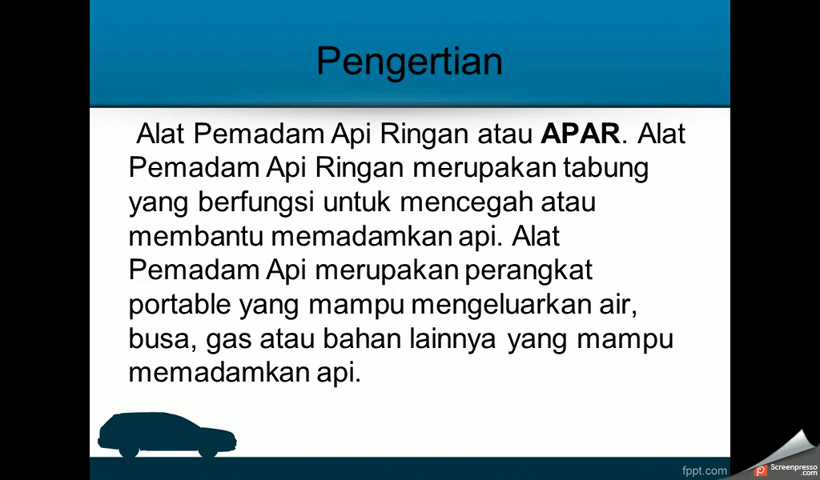 Pengertian
Alat Pemadam Api Ringan atau APAR. Alat
Pemadam Api Ringan merupakan tabung
yang berfungsi untuk mencegah atau
membantu memadamkan api. Alat
Pemadam Api merupakan perangkat
portable yang mampu mengeluarkan air,
busa, gas atau bahan lainnya yang mampu
memadamkan api.
fppt.com
Screenpresso
.com